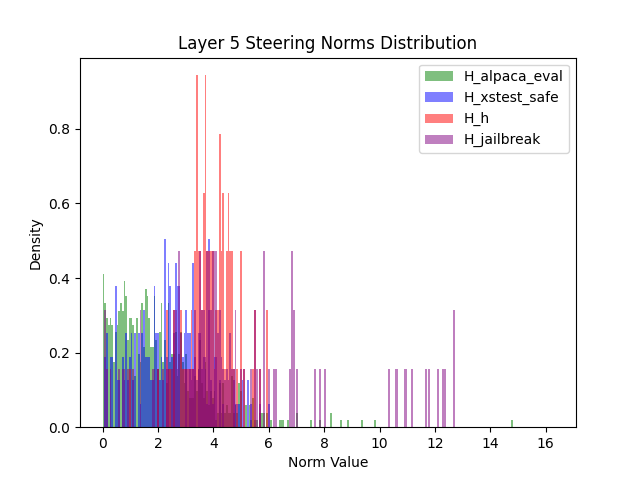 Layer 5 Steering Norms Distribution
H_alpaca_eval
H_xstest_safe
H_h
H_jailbreak
Density
0.8
0.6
0.4
0.2
0.0
0 2 4 6 8 10 12 14 16
Norm Value